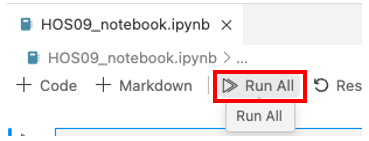 HOS09_notebook.ipynb ×
HOS09_notebook.ipynb > ...
+ Code + Markdown Run All Res
Run All